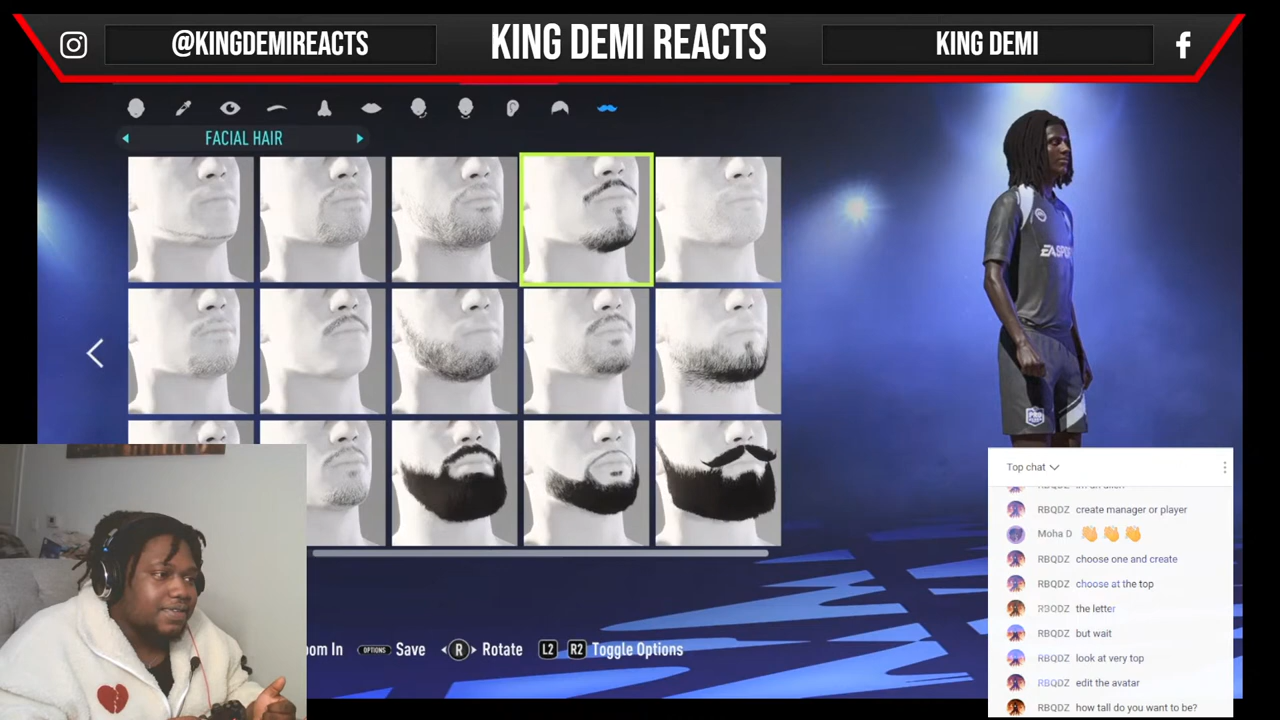 @KINGDEMIREACTS
KING DEMI REACTS
KING DEMI
FACIAL HAIR
EA SPOR
PRO
Top chat
RBQDZ create manager or player
Moha D 👏👏👏
RBQDZ choose one and create
RBQDZ choose at the top
RBQDZ the letter
RBQDZ but wait
RBQDZ look at very top
RBQDZ edit the avatar
RBQDZ how tall do you want to be?
oom In
OPTIONS Save
R Rotate
L2 R2 Toggle Options